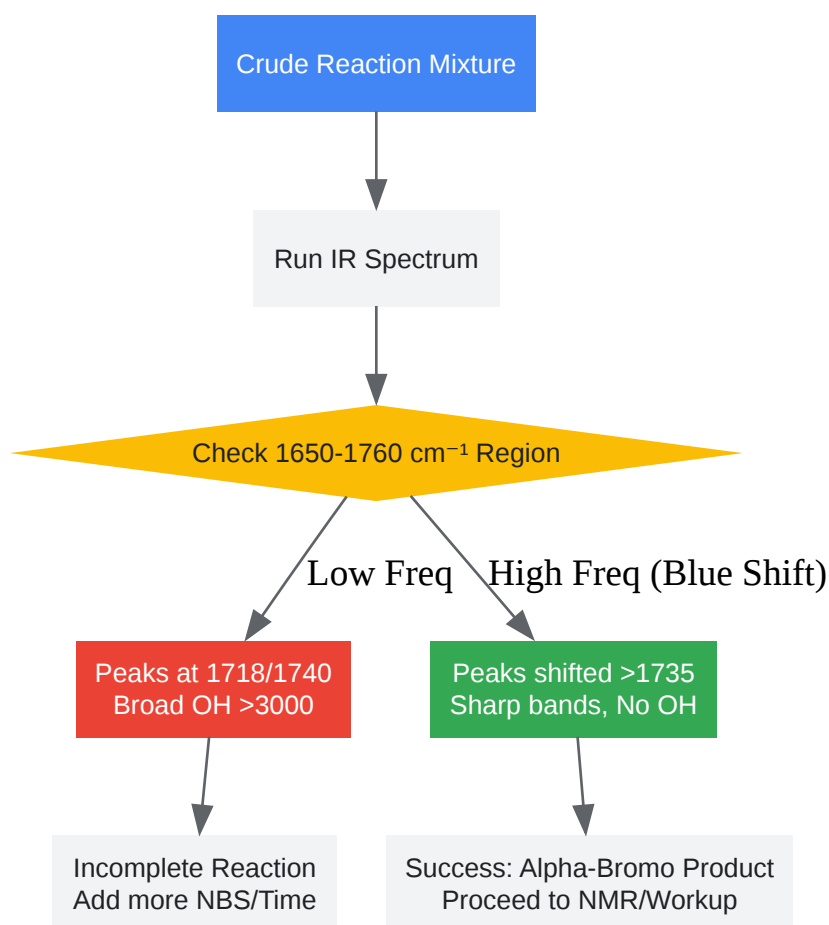 Crude Reaction Mixture
Run IR Spectrum
Check 1650-1760 cm⁻¹ Region
Low Freq
High Freq (Blue Shift)
Peaks at 1718/1740
Broad OH >3000
Peaks shifted >1735
Sharp bands, No OH
Incomplete Reaction
Add more NBS/Time
Success: Alpha-Bromo Product
Proceed to NMR/Workup